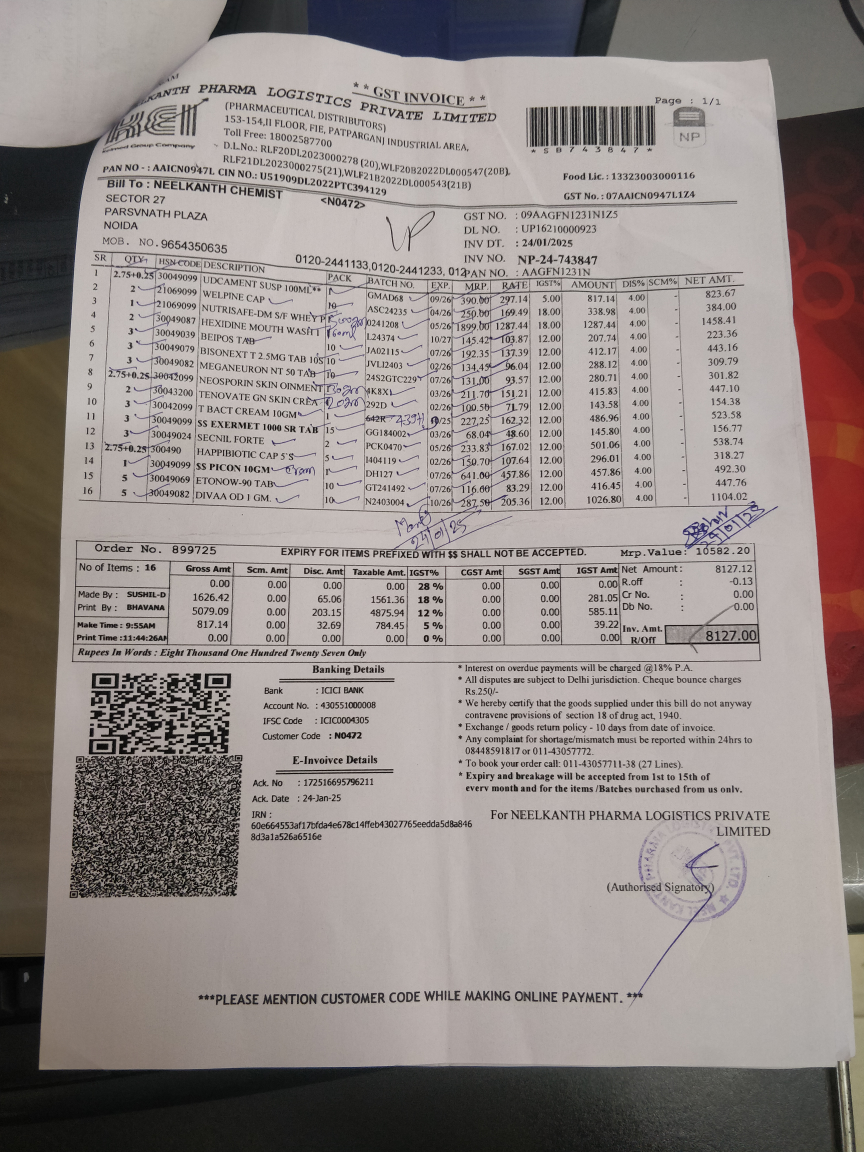 * * GST INVOICE * *
Page : 1/1
LKANTH PHARMA LOGISTICS PRIVATE LIMITED
(PHARMACEUTICAL DISTRIBUTORS)
153-154,II FLOOR, FIE, PATPARGANJ INDUSTRIAL AREA,
Toll Free: 18002587700
D.L.No.: RLF20DL2023000278 (20),WLF20B2022DL000547(20B),
RLF21DL2023000275(21),WLF21B2022DL000543(21B)
* S B 7 4 3 8 4 7 *
NP
PAN NO - : AAICN0947L CIN NO.: U51909DL2022PTC394129
Food Lic. : 13323003000116
GST No. : 07AAICN0947L1Z4
Bill To : NEELKANTH CHEMIST
<N0472>
SECTOR 27
PARSVNATH PLAZA
NOIDA
MOB. NO. 9654350635
0120-2441133,0120-2441233, 012
VP
GST NO. : 09AAGFN1231N1Z5
DL NO. : UP16210000923
INV DT. : 24/01/2025
INV NO. NP-24-743847
PAN NO. : AAGFN1231N
SR QTY HSN CODE DESCRIPTION PACK BATCH NO. EXP. MRP. RATE IGST% AMOUNT DIS% SCM% NET AMT.
1 2.75+0.25 30049099 UDCAMENT SUSP 100ML** 1 GMAD68 09/26 390.00 297.14 5.00 817.14 4.00 - 823.67
2 2 21069099 WELPINE CAP 10 ASC24235 04/26 250.00 169.49 18.00 338.98 4.00 - 384.00
3 1 21069099 NUTRISAFE-DM S/F WHEY P 0241208 05/26 1899.00 1287.44 18.00 1287.44 4.00 - 1458.41
4 2 30049087 HEXIDINE MOUTH WASH 1 L24374 10/27 145.42 103.87 12.00 207.74 4.00 - 223.36
5 3 30049039 BEIPOS TAB 10 JA02115 07/26 192.35 137.39 12.00 412.17 4.00 - 443.16
6 3 30049079 BISONEXT T 2.5MG TAB 10S 10 JVLI2403 02/26 134.45 96.04 12.00 288.12 4.00 - 309.79
7 3 30049082 MEGANEURON NT 50 TAB 10 24S2GTC229 07/26 131.00 93.57 12.00 280.71 4.00 - 301.82
8 2.75+0.25 30042099 NEOSPORIN SKIN OINMENT 4K8X1 03/26 211.70 151.21 12.00 415.83 4.00 - 447.10
9 2 30043200 TENOVATE GN SKIN CREA 20gm 292D 02/26 100.50 71.79 12.00 143.58 4.00 - 154.38
10 3 30042099 T BACT CREAM 10GM 1 642R 227.25 162.32 12.00 486.96 4.00 - 523.58
11 3 30049099 $$ EXERMET 1000 SR TAB 15 GG184002 03/26 68.04 48.60 12.00 145.80 4.00 - 156.77
12 3 30049024 SECNIL FORTE 2 PCK0470 05/26 233.83 167.02 12.00 501.06 4.00 - 538.74
13 2.75+0.25 300490 HAPPIBIOTIC CAP 5'S 5 I404119 02/26 150.70 107.64 12.00 296.01 4.00 - 318.27
14 1 30049099 $$ PICON 10GM 1 DH127 07/26 641.00 457.86 12.00 457.86 4.00 - 492.30
15 5 30049069 ETONOW-90 TAB 10 GT241492 07/26 116.60 83.29 12.00 416.45 4.00 - 447.76
16 5 30049082 DIVAA OD 1 GM. 10 N2403004 10/26 287.50 205.36 12.00 1026.80 4.00 - 1104.02
24/01/25
Order No. 899725 EXPIRY FOR ITEMS PREFIXED WITH $$ SHALL NOT BE ACCEPTED. Mrp.Value: 10582.20
No of Items : 16 Gross Amt Scm. Amt Disc. Amt Taxable Amt. IGST% CGST Amt SGST Amt IGST Amt Net Amount: 8127.12
0.00 0.00 0.00 0.00 28 % 0.00 0.00 0.00 R.off : -0.13
Made By : SUSHIL-D 1626.42 0.00 65.06 1561.36 18 % 0.00 0.00 281.05 Cr No. : 0.00
Print By : BHAVANA 5079.09 0.00 203.15 4875.94 12 % 0.00 0.00 585.11 Db No. : 0.00
Make Time : 9:55AM 817.14 0.00 32.69 784.45 5 % 0.00 0.00 39.22 Inv. Amt.
Print Time :11:44:26AM 0.00 0.00 0.00 0.00 0 % 0.00 0.00 0.00 R/Off 8127.00
Rupees In Words : Eight Thousand One Hundred Twenty Seven Only
Banking Details
Bank : ICICI BANK
Account No. : 430551000008
IFSC Code : ICIC0004305
Customer Code : N0472
E-Invoivce Details
Ack. No : 172516695796211
Ack. Date : 24-Jan-25
IRN :
60e664553af17bfda4e678c14ffeb43027765eedda5d8a846
8d3a1a526a6516e
* Interest on overdue payments will be charged @18% P.A.
* All disputes are subject to Delhi jurisdiction. Cheque bounce charges
Rs.250/-
* We hereby certify that the goods supplied under this bill do not anyway
contravene provisions of section 18 of drug act, 1940.
* Exchange / goods return policy - 10 days from date of invoice.
* Any complaint for shortage/mismatch must be reported within 24hrs to
08448591817 or 011-43057772.
* To book your order call: 011-43057711-38 (27 Lines).
* Expiry and breakage will be accepted from 1st to 15th of
every month and for the items /Batches purchased from us only.
For NEELKANTH PHARMA LOGISTICS PRIVATE
LIMITED
(Authorised Signatory)
***PLEASE MENTION CUSTOMER CODE WHILE MAKING ONLINE PAYMENT. ***